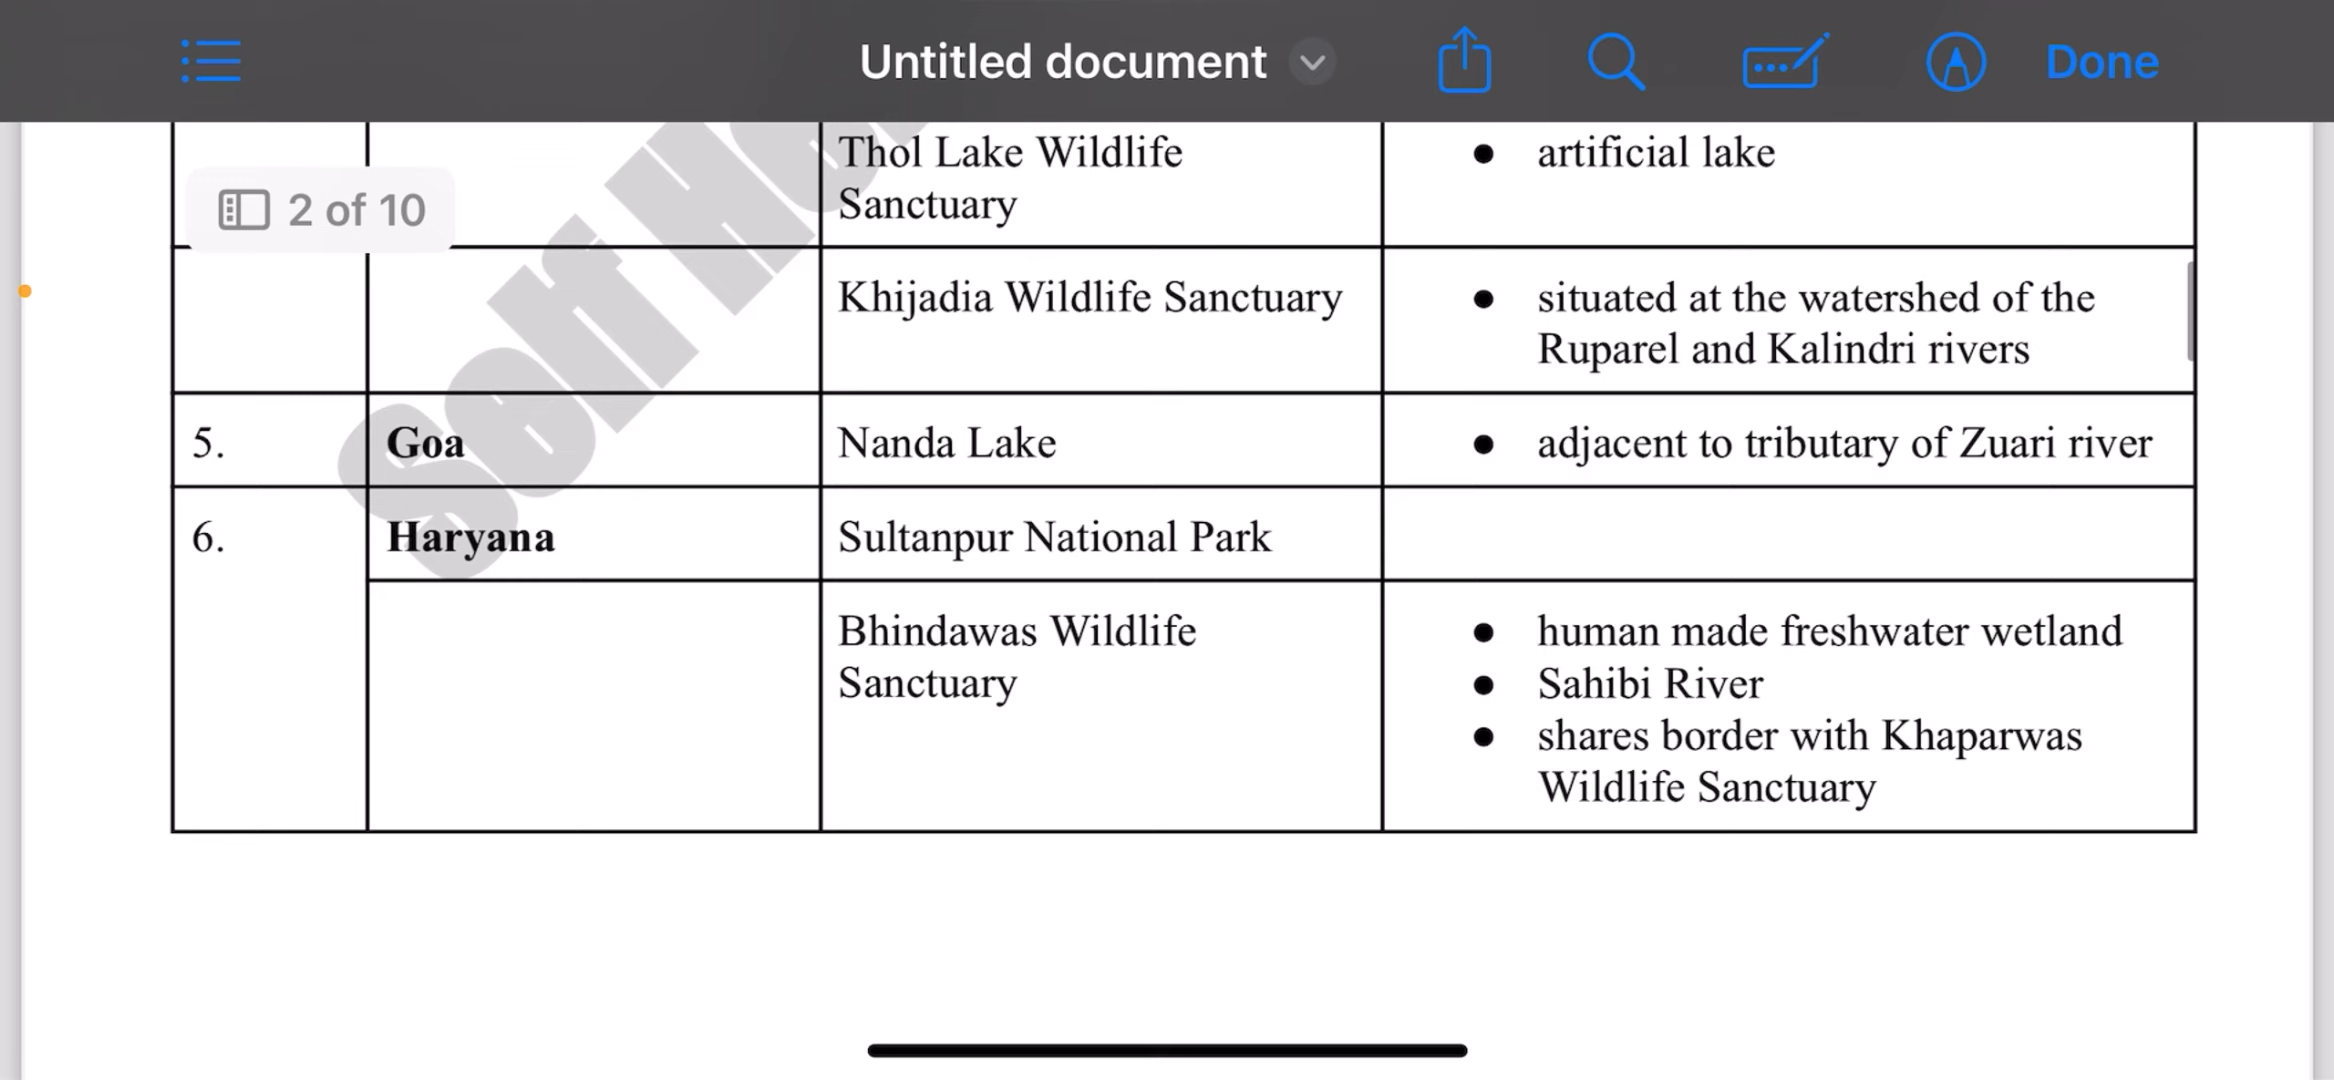 Untitled document
Done
2 of 10
Thol Lake Wildlife
Sanctuary
● artificial lake
Khijadia Wildlife Sanctuary
● situated at the watershed of the
Ruparel and Kalindri rivers
5.
Goa
Nanda Lake
● adjacent to tributary of Zuari river
6.
Haryana
Sultanpur National Park
Bhindawas Wildlife
Sanctuary
● human made freshwater wetland
● Sahibi River
● shares border with Khaparwas
Wildlife Sanctuary
Self